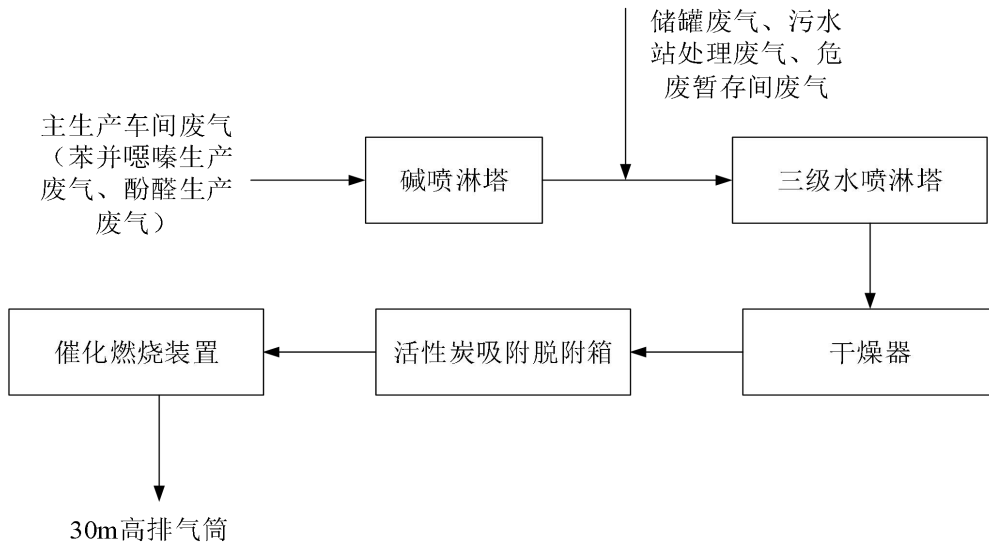 储罐废气、污水
站处理废气、危
废暂存间废气
主生产车间废气
（苯并噁嗪生产
废气、酚醛生产
废气）
碱喷淋塔
三级水喷淋塔
催化燃烧装置
活性炭吸附脱附箱
干燥器
30m高排气筒